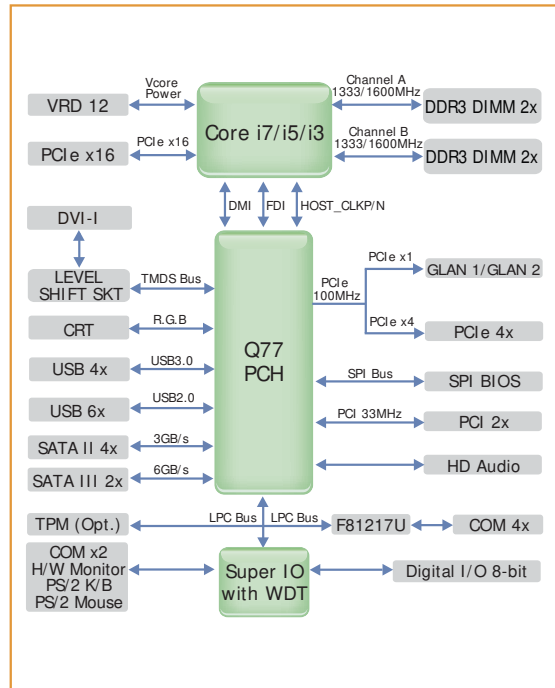 Vcore
Power
VRD 12
PCIe x16
PCIe x16
Core i7/i5/i3
Channel A
1333/1600MHz
DDR3 DIMM 2x
Channel B
1333/1600MHz
DDR3 DIMM 2x
DMI
FDI
HOST_CLKP/N
DVI-I
LEVEL
SHIFT SKT
TMDS Bus
CRT
R.G.B
USB 4x
USB3.0
USB 6x
USB2.0
SATA II 4x
3GB/s
SATA III 2x
6GB/s
Q77
PCH
PCIe
100MHz
PCIe x1
GLAN 1/GLAN 2
PCIe x4
PCIe 4x
SPI Bus
SPI BIOS
PCI 33MHz
PCI 2x
HD Audio
TPM (Opt.)
LPC Bus
LPC Bus
F81217U
COM 4x
COM x2
H/W Monitor
PS/2 K/B
PS/2 Mouse
Super IO
with WDT
Digital I/O 8-bit